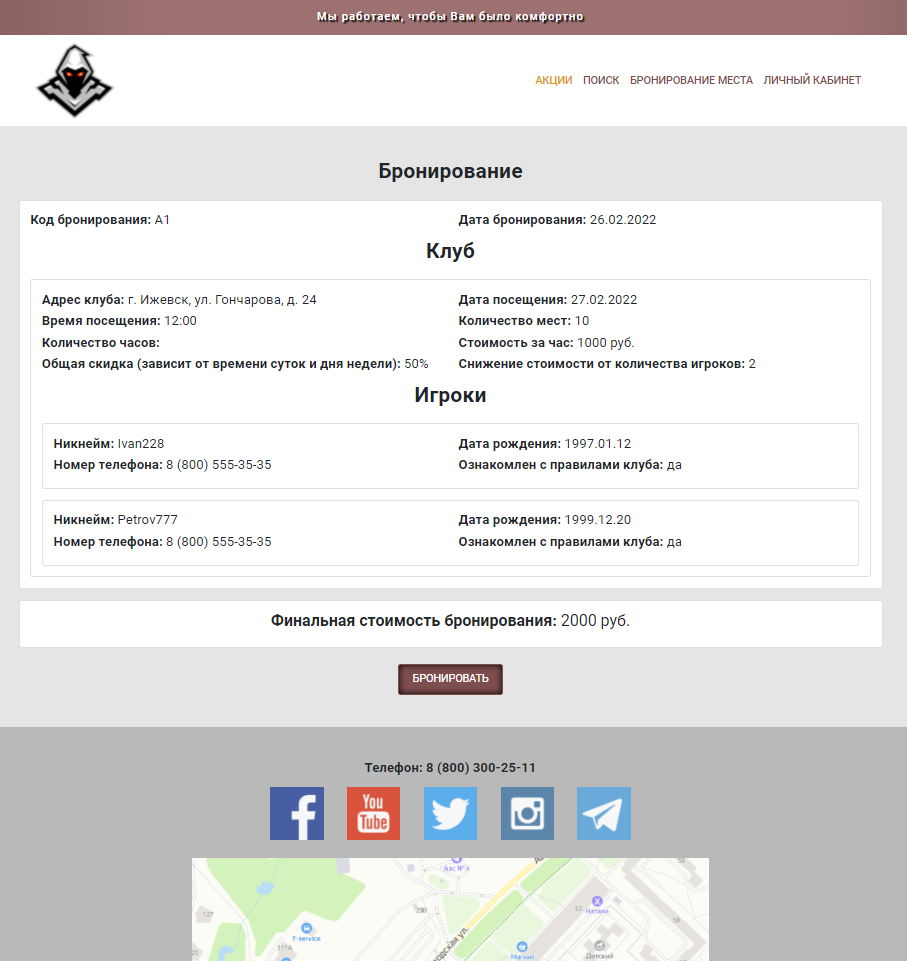 Мы работаем, чтобы Вам было комфортно
АКЦИИ ПОИСК БРОНИРОВАНИЕ МЕСТА ЛИЧНЫЙ КАБИНЕТ
Бронирование
Код бронирования: A1 Дата бронирования: 26.02.2022
Клуб
Адрес клуба: г. Ижевск, ул. Гончарова, д. 24 Дата посещения: 27.02.2022
Время посещения: 12:00 Количество мест: 10
Количество часов: Стоимость за час: 1000 руб.
Общая скидка (зависит от времени суток и дня недели): 50% Снижение стоимости от количества игроков: 2
Игроки
Никнейм: Ivan228 Дата рождения: 1997.01.12
Номер телефона: 8 (800) 555-35-35 Ознакомлен с правилами клуба: да
Никнейм: Petrov777 Дата рождения: 1999.12.20
Номер телефона: 8 (800) 555-35-35 Ознакомлен с правилами клуба: да
Финальная стоимость бронирования: 2000 руб.
БРОНИРОВАТЬ
Телефон: 8 (800) 300-25-11
You
Tube
Азс №4
127
23В
52
Натали
58
F-service
111А
одская ул.
Магнит
Детский